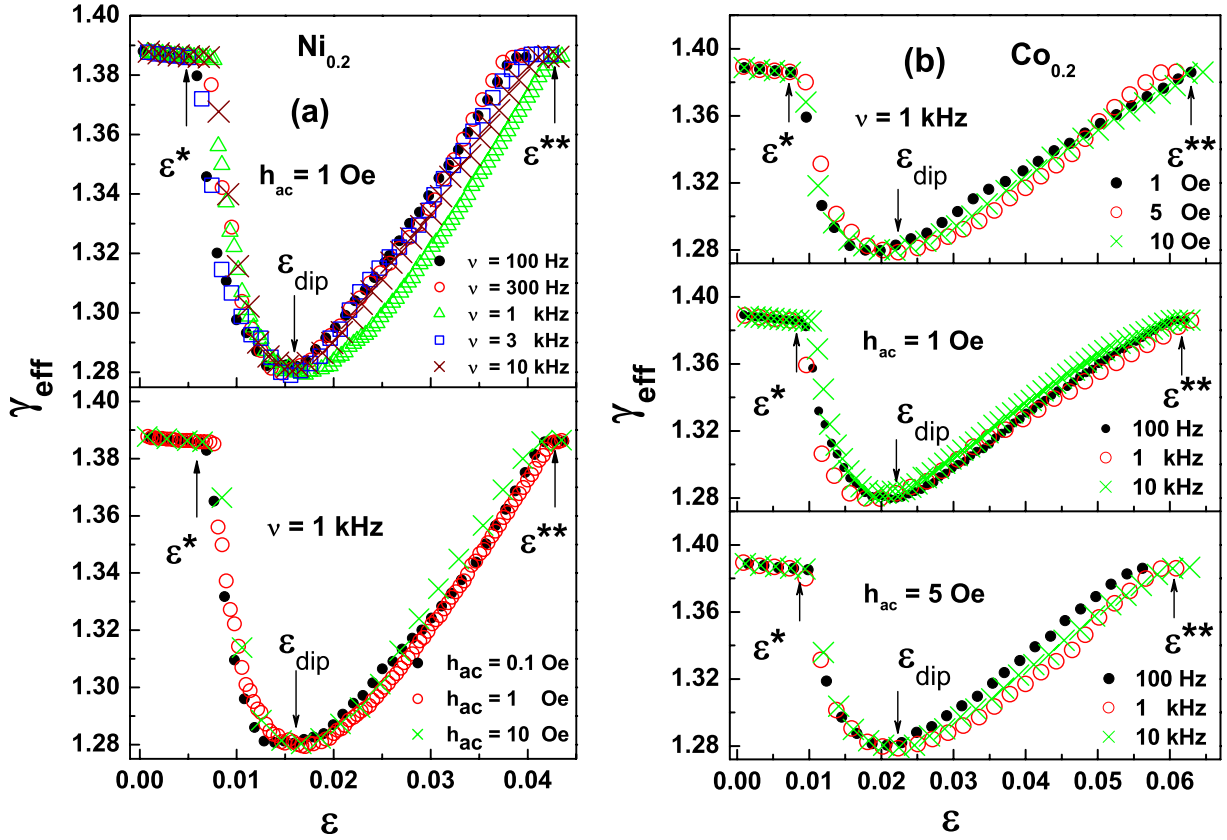 1.40
1.38
1.36
1.34
1.32
1.30
1.28
Ni0.2
(a)
ε*
ε**
hac = 1 Oe
εdip
ν = 100 Hz
ν = 300 Hz
ν = 1 kHz
ν = 3 kHz
ν = 10 kHz
γeff
1.40
1.38
1.36
1.34
1.32
1.30
1.28
ε*
ε**
ν = 1 kHz
εdip
hac = 0.1 Oe
hac = 1 Oe
hac = 10 Oe
0.00 0.01 0.02 0.03 0.04
ε
1.40
1.36
1.32
1.28
(b)
Co0.2
ν = 1 kHz
ε*
ε**
εdip
1 Oe
5 Oe
10 Oe
γeff
1.40
1.36
1.32
1.28
hac = 1 Oe
ε*
ε**
εdip
100 Hz
1 kHz
10 kHz
1.40
1.36
1.32
1.28
hac = 5 Oe
ε*
ε**
εdip
100 Hz
1 kHz
10 kHz
0.00 0.01 0.02 0.03 0.04 0.05 0.06
ε